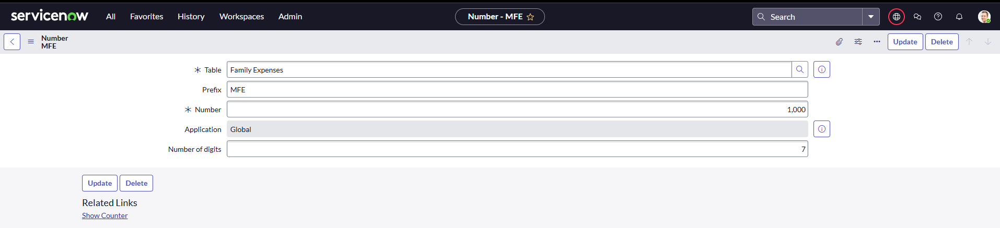 servicenow All Favorites History Workspaces Admin Number - MFE Search
Number
MFE
Update Delete
Table Family Expenses
Prefix MFE
Number 1,000
Application Global
Number of digits 7
Update Delete
Related Links
Show Counter